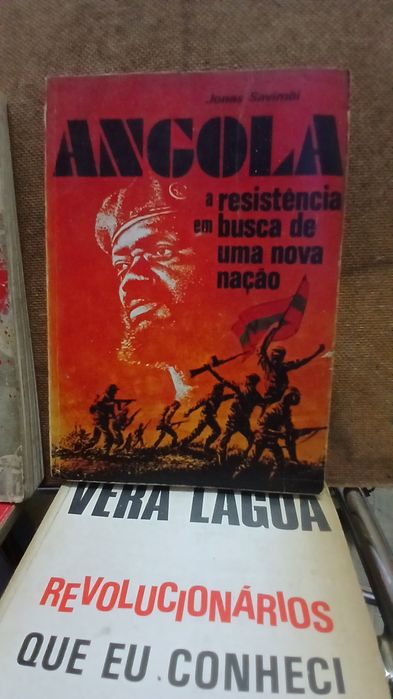 Jonas Savimbi
ANGOLA
a resistência
em busca de
uma nova
nação
VERA LAGOA
REVOLUCIONÁRIOS
QUE EU CONHECI